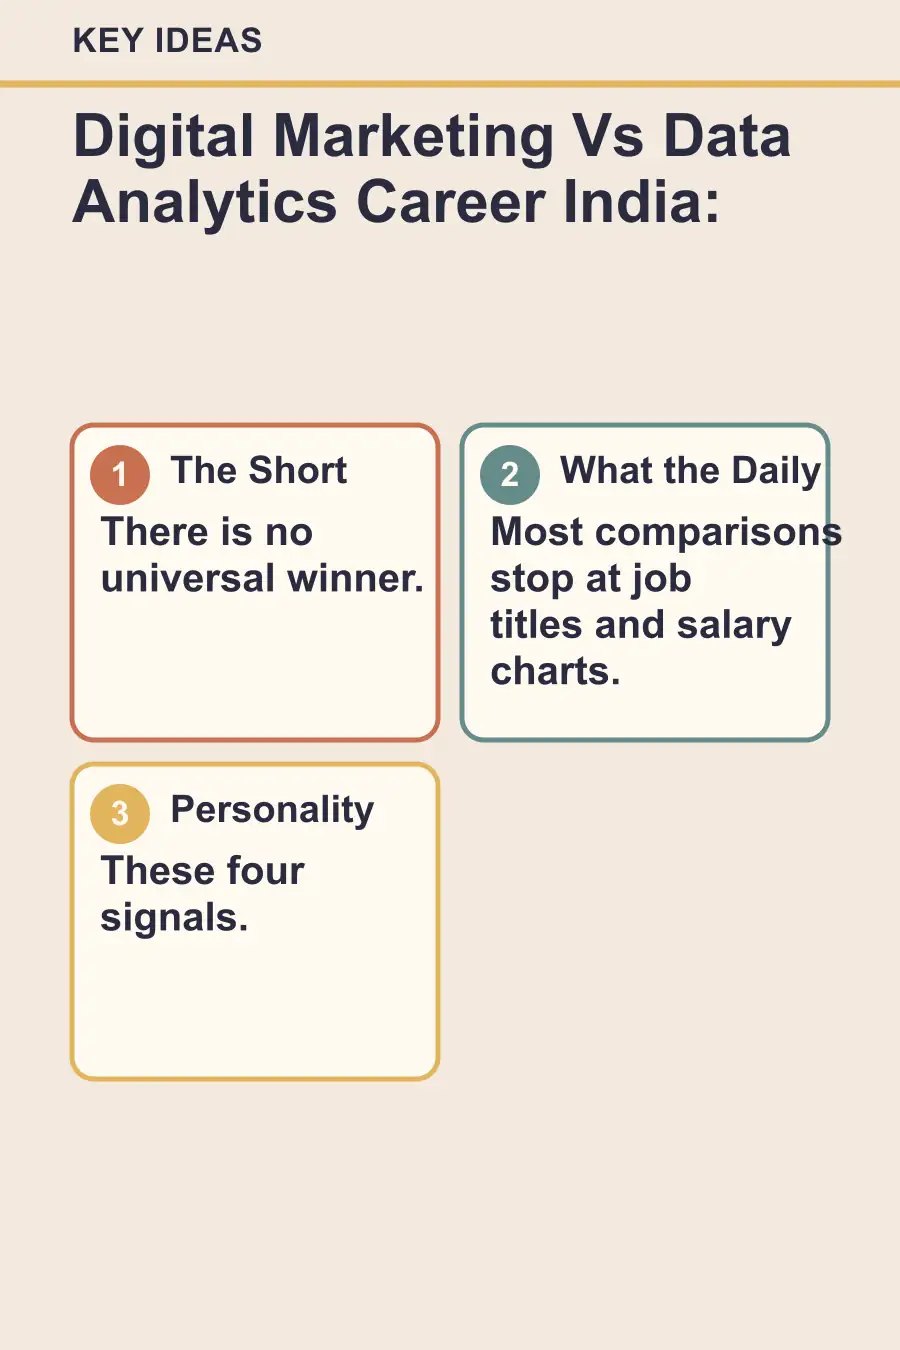 KEY IDEAS
Digital Marketing Vs Data
Analytics Career India:
1
The Short
There is no
universal winner.
2
What the Daily
Most comparisons
stop at job
titles and salary
charts.
3
Personality
These four
signals.